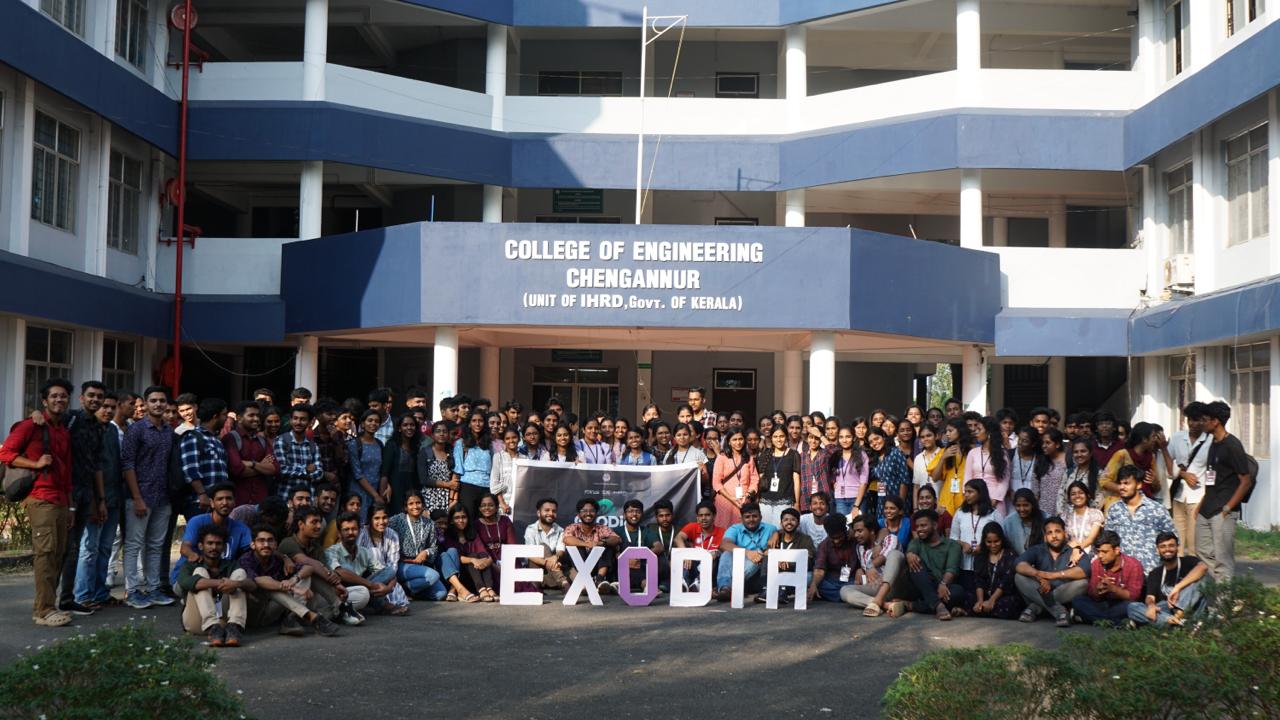 COLLEGE OF ENGINEERING
CHENGANNUR
(UNIT OF IHRD, GOVT. OF KERALA)
EXODIA